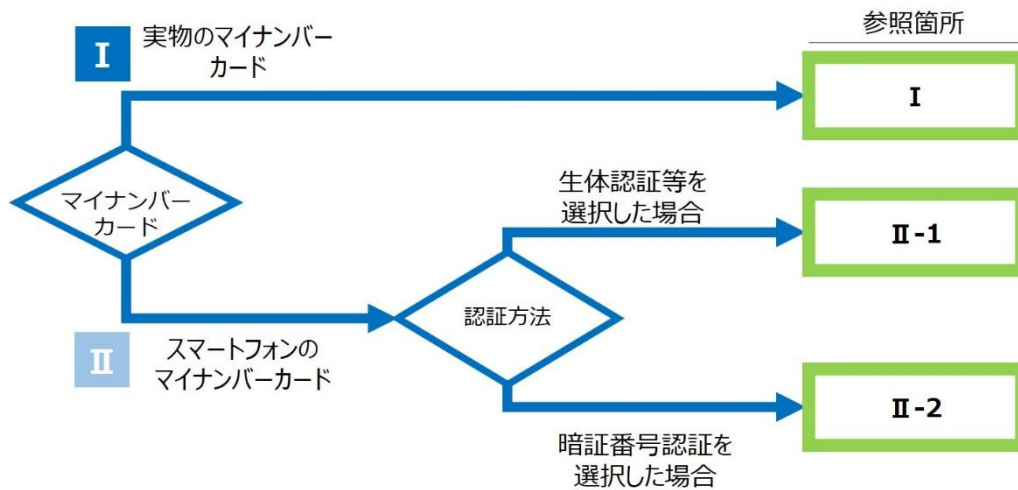 参照箇所
Ⅰ
実物のマイナンバー
カード
Ⅰ
マイナンバー
カード
生体認証等を
選択した場合
Ⅱ-1
認証方法
Ⅱ
スマートフォンの
マイナンバーカード
Ⅱ-2
暗証番号認証を
選択した場合